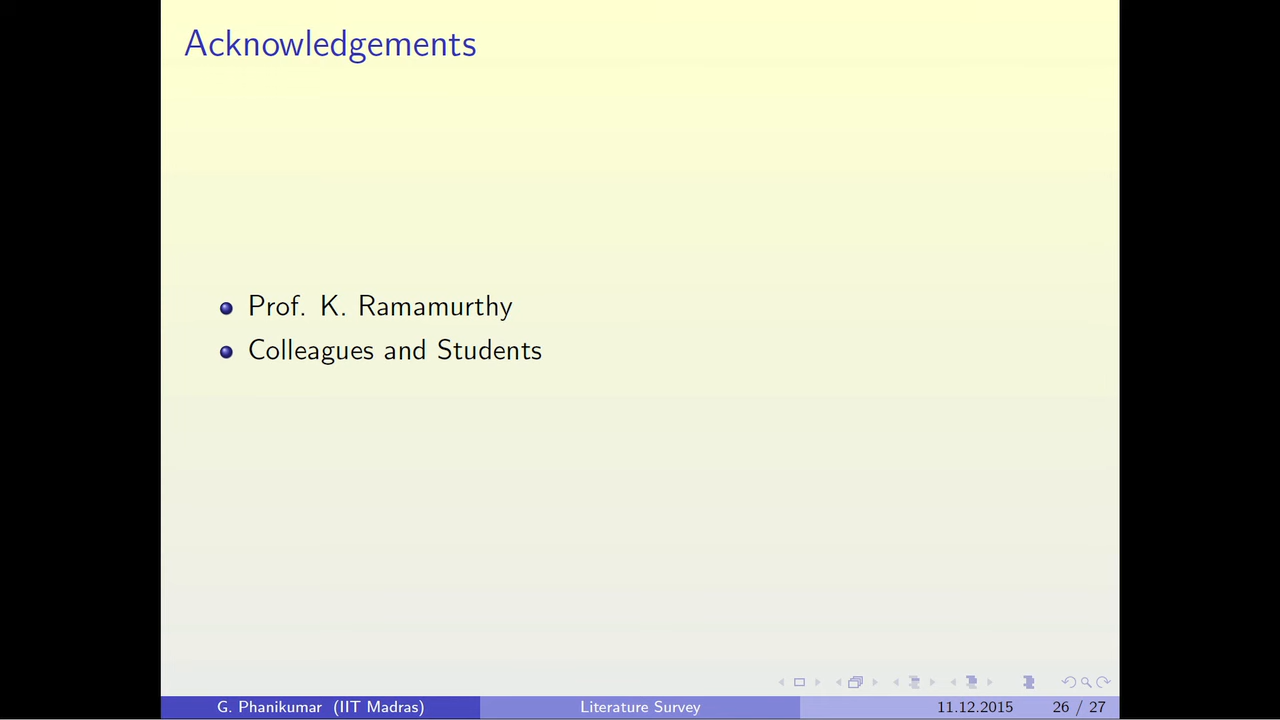 Acknowledgements
Prof. K. Ramamurthy
Colleagues and Students
G. Phanikumar (IIT Madras)
Literature Survey
11.12.2015
26 / 27